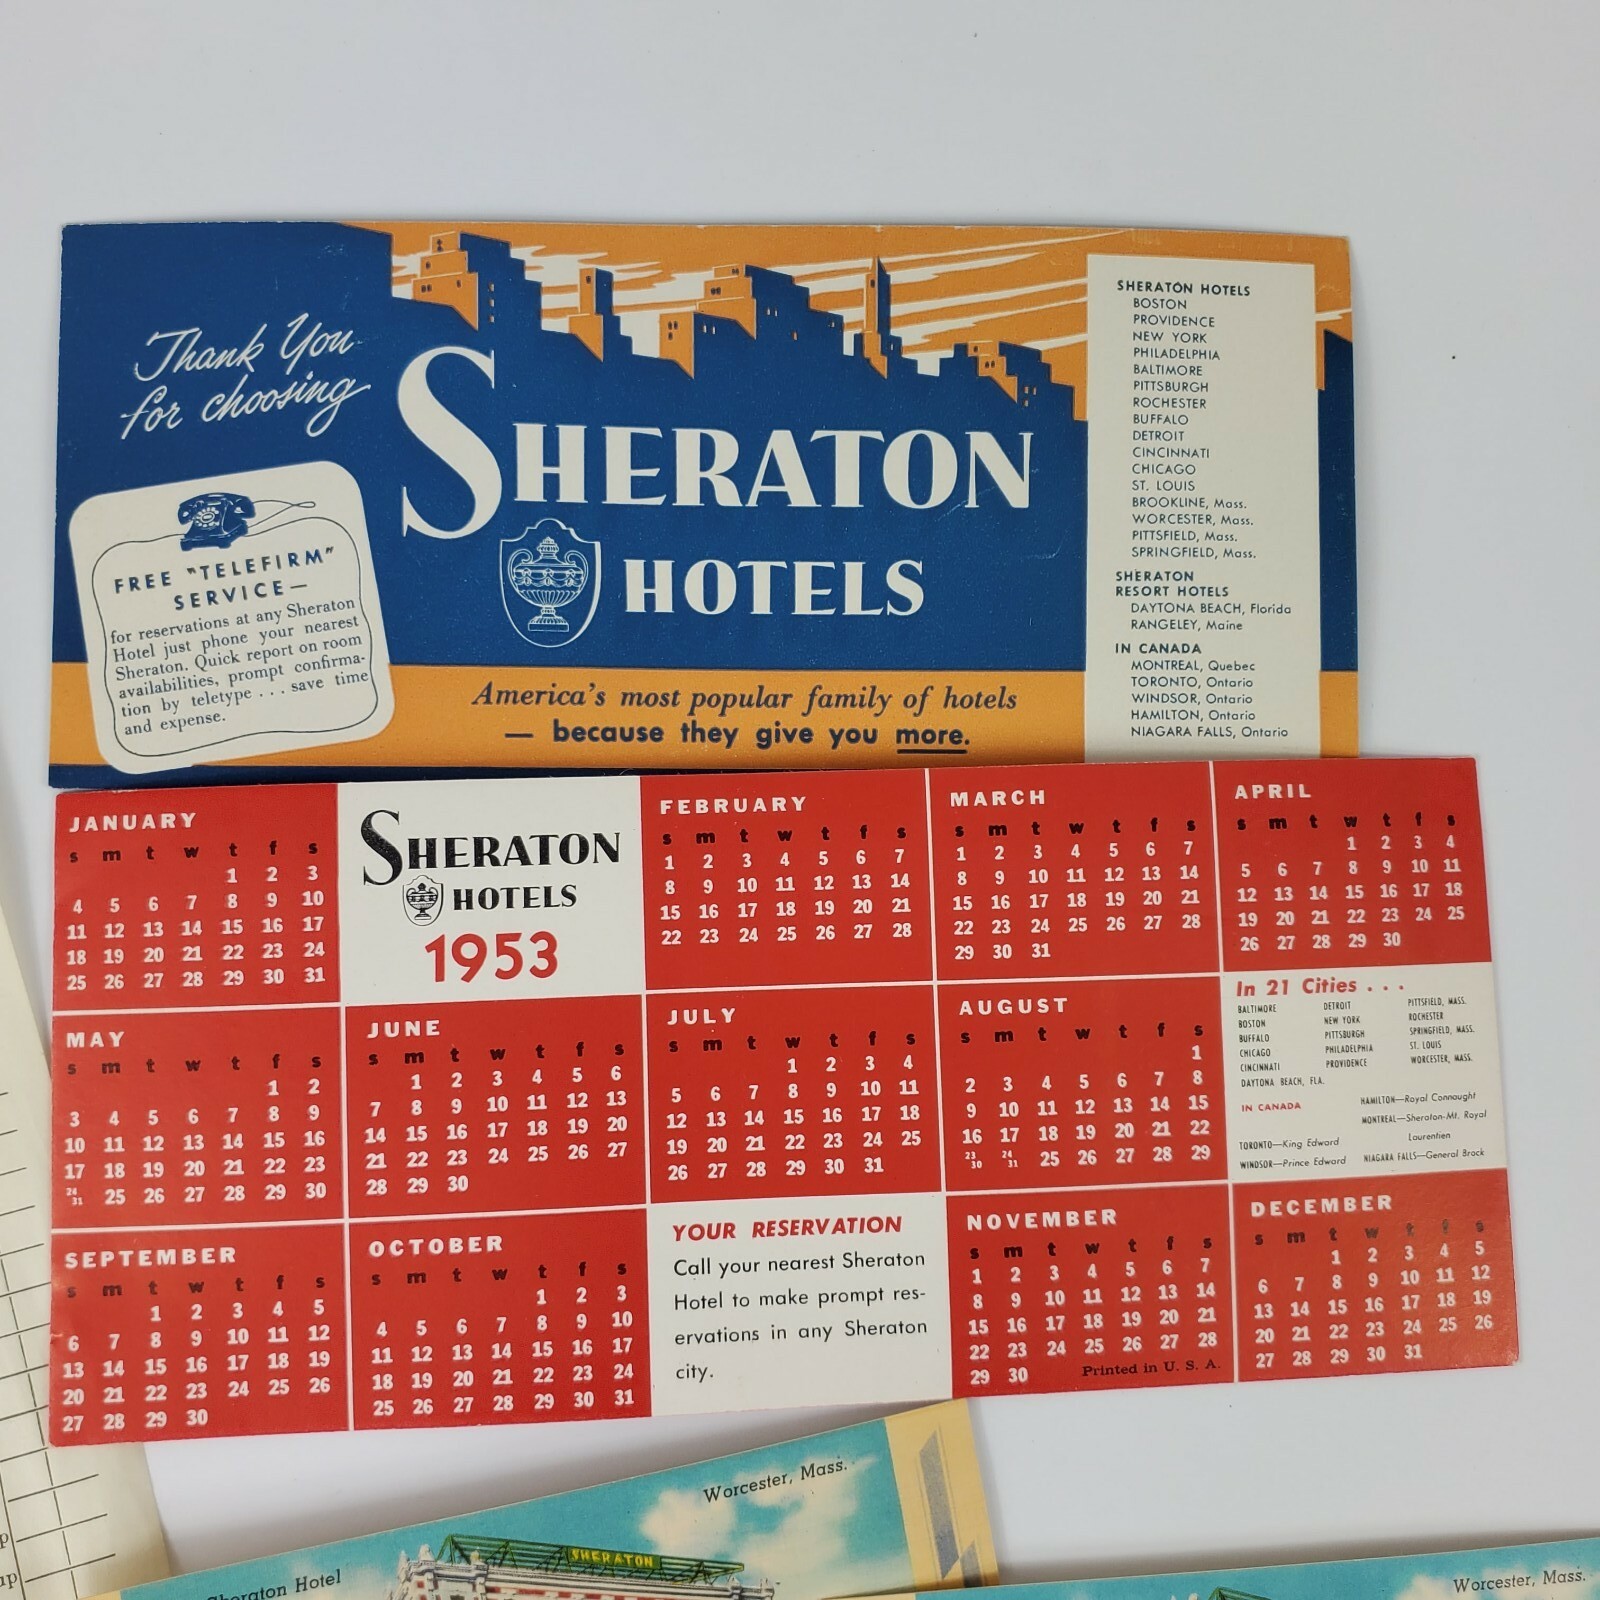 Thank You
for choosing
SHERATON
HOTELS
FREE "TELEFIRM"
SERVICE—
for reservations at any Sheraton
Hotel just phone your nearest
Sheraton. Quick report on room
availabilities, prompt confirma-
tion by teletype . . . save time
and expense.
America's most popular family of hotels
— because they give you more.
SHERATON HOTELS
BOSTON
PROVIDENCE
NEW YORK
PHILADELPHIA
BALTIMORE
PITTSBURGH
ROCHESTER
BUFFALO
DETROIT
CINCINNATI
CHICAGO
ST. LOUIS
BROOKLINE, Mass.
WORCESTER, Mass.
PITTSFIELD, Mass.
SPRINGFIELD, Mass.
SHERATON
RESORT HOTELS
DAYTONA BEACH, Florida
RANGELEY, Maine
IN CANADA
MONTREAL, Quebec
TORONTO, Ontario
WINDSOR, Ontario
HAMILTON, Ontario
NIAGARA FALLS, Ontario
JANUARY
s m t w t f s
1 2 3
4 5 6 7 8 9 10
11 12 13 14 15 16 17
18 19 20 21 22 23 24
25 26 27 28 29 30 31
SHERATON
HOTELS
1953
FEBRUARY
s m t w t f s
1 2 3 4 5 6 7
8 9 10 11 12 13 14
15 16 17 18 19 20 21
22 23 24 25 26 27 28
MARCH
s m t w t f s
1 2 3 4 5 6 7
8 9 10 11 12 13 14
15 16 17 18 19 20 21
22 23 24 25 26 27 28
29 30 31
APRIL
s m t w t f s
1 2 3 4
5 6 7 8 9 10 11
12 13 14 15 16 17 18
19 20 21 22 23 24 25
26 27 28 29 30
MAY
s m t w t f s
1 2
3 4 5 6 7 8 9
10 11 12 13 14 15 16
17 18 19 20 21 22 23
24/31 25 26 27 28 29 30
JUNE
s m t w t f s
1 2 3 4 5 6
7 8 9 10 11 12 13
14 15 16 17 18 19 20
21 22 23 24 25 26 27
28 29 30
JULY
s m t w t f s
1 2 3 4
5 6 7 8 9 10 11
12 13 14 15 16 17 18
19 20 21 22 23 24 25
26 27 28 29 30 31
AUGUST
s m t w t f s
1
2 3 4 5 6 7 8
9 10 11 12 13 14 15
16 17 18 19 20 21 22
23/30 24/31 25 26 27 28 29
In 21 Cities . . .
BALTIMORE DETROIT PITTSFIELD, MASS.
BOSTON NEW YORK ROCHESTER
BUFFALO PITTSBURGH SPRINGFIELD, MASS.
CHICAGO PHILADELPHIA ST. LOUIS
CINCINNATI PROVIDENCE WORCESTER, MASS.
DAYTONA BEACH, FLA.
IN CANADA HAMILTON—Royal Connaught
MONTREAL—Sheraton-Mt. Royal
Laurentien
TORONTO—King Edward
WINDSOR—Prince Edward NIAGARA FALLS—General Brock
SEPTEMBER
s m t w t f s
1 2 3 4 5
6 7 8 9 10 11 12
13 14 15 16 17 18 19
20 21 22 23 24 25 26
27 28 29 30
OCTOBER
s m t w t f s
1 2 3
4 5 6 7 8 9 10
11 12 13 14 15 16 17
18 19 20 21 22 23 24
25 26 27 28 29 30 31
YOUR RESERVATION
Call your nearest Sheraton
Hotel to make prompt res-
ervations in any Sheraton
city.
NOVEMBER
s m t w t f s
1 2 3 4 5 6 7
8 9 10 11 12 13 14
15 16 17 18 19 20 21
22 23 24 25 26 27 28
29 30
Printed in U. S. A.
DECEMBER
s m t w t f s
1 2 3 4 5
6 7 8 9 10 11 12
13 14 15 16 17 18 19
20 21 22 23 24 25 26
27 28 29 30 31
Worcester, Mass.
SHERATON
Sheraton Hotel
Worcester, Mass.